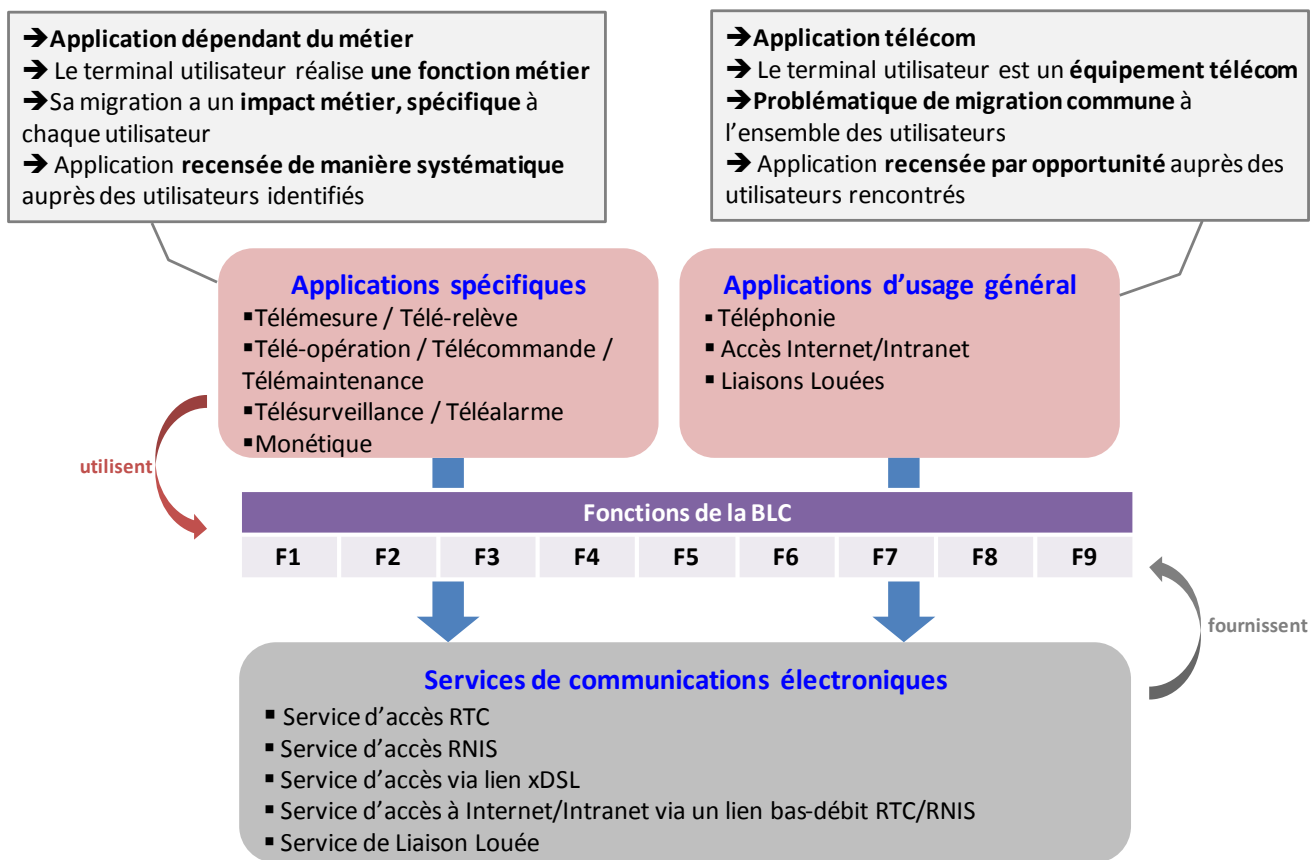 ➔Application dépendant du métier
➔ Le terminal utilisateur réalise une fonction métier
➔Sa migration a un impact métier, spécifique à
chaque utilisateur
➔ Application recensée de manière systématique
auprès des utilisateurs identifiés
➔Application télécom
➔ Le terminal utilisateur est un équipement télécom
➔Problématique de migration commune à
l’ensemble des utilisateurs
➔ Application recensée par opportunité auprès des
utilisateurs rencontrés
Applications spécifiques
▪Télémesure / Télé-relève
▪Télé-opération / Télécommande /
Télémaintenance
▪Télésurveillance / Téléalarme
▪Monétique
Applications d’usage général
▪ Téléphonie
▪ Accès Internet/Intranet
▪ Liaisons Louées
utilisent
Fonctions de la BLC
F1 F2 F3 F4 F5 F6 F7 F8 F9
fournissent
Services de communications électroniques
▪ Service d’accès RTC
▪ Service d’accès RNIS
▪ Service d’accès via lien xDSL
▪ Service d’accès à Internet/Intranet via un lien bas-débit RTC/RNIS
▪ Service de Liaison Louée